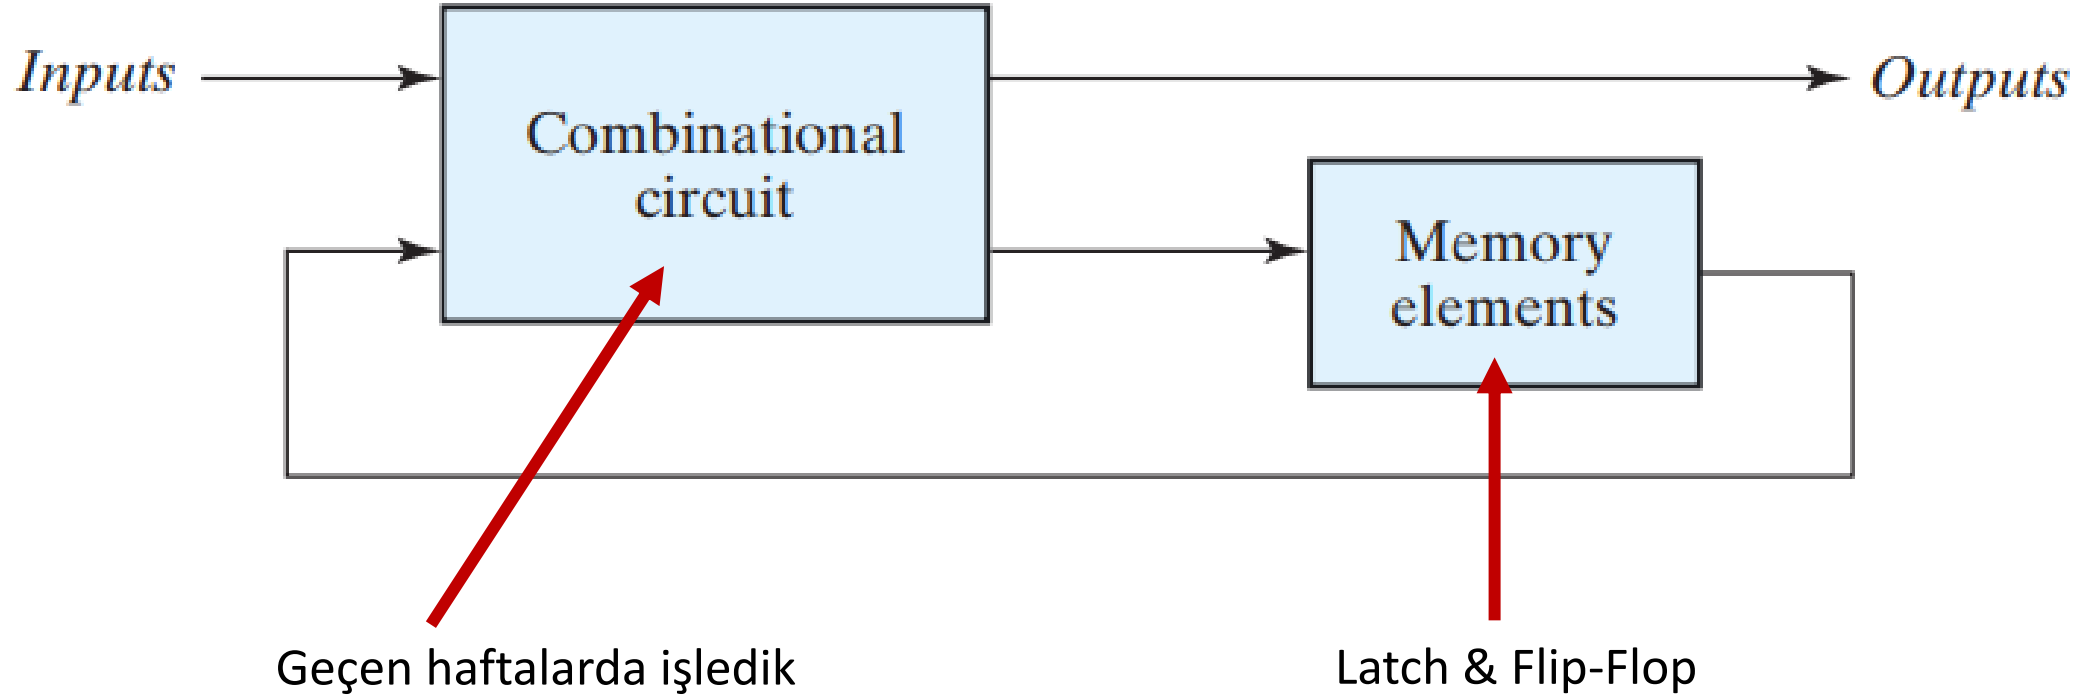 Inputs
Outputs
Combinational
circuit
Memory
elements
Geçen haftalarda işledik
Latch & Flip-Flop